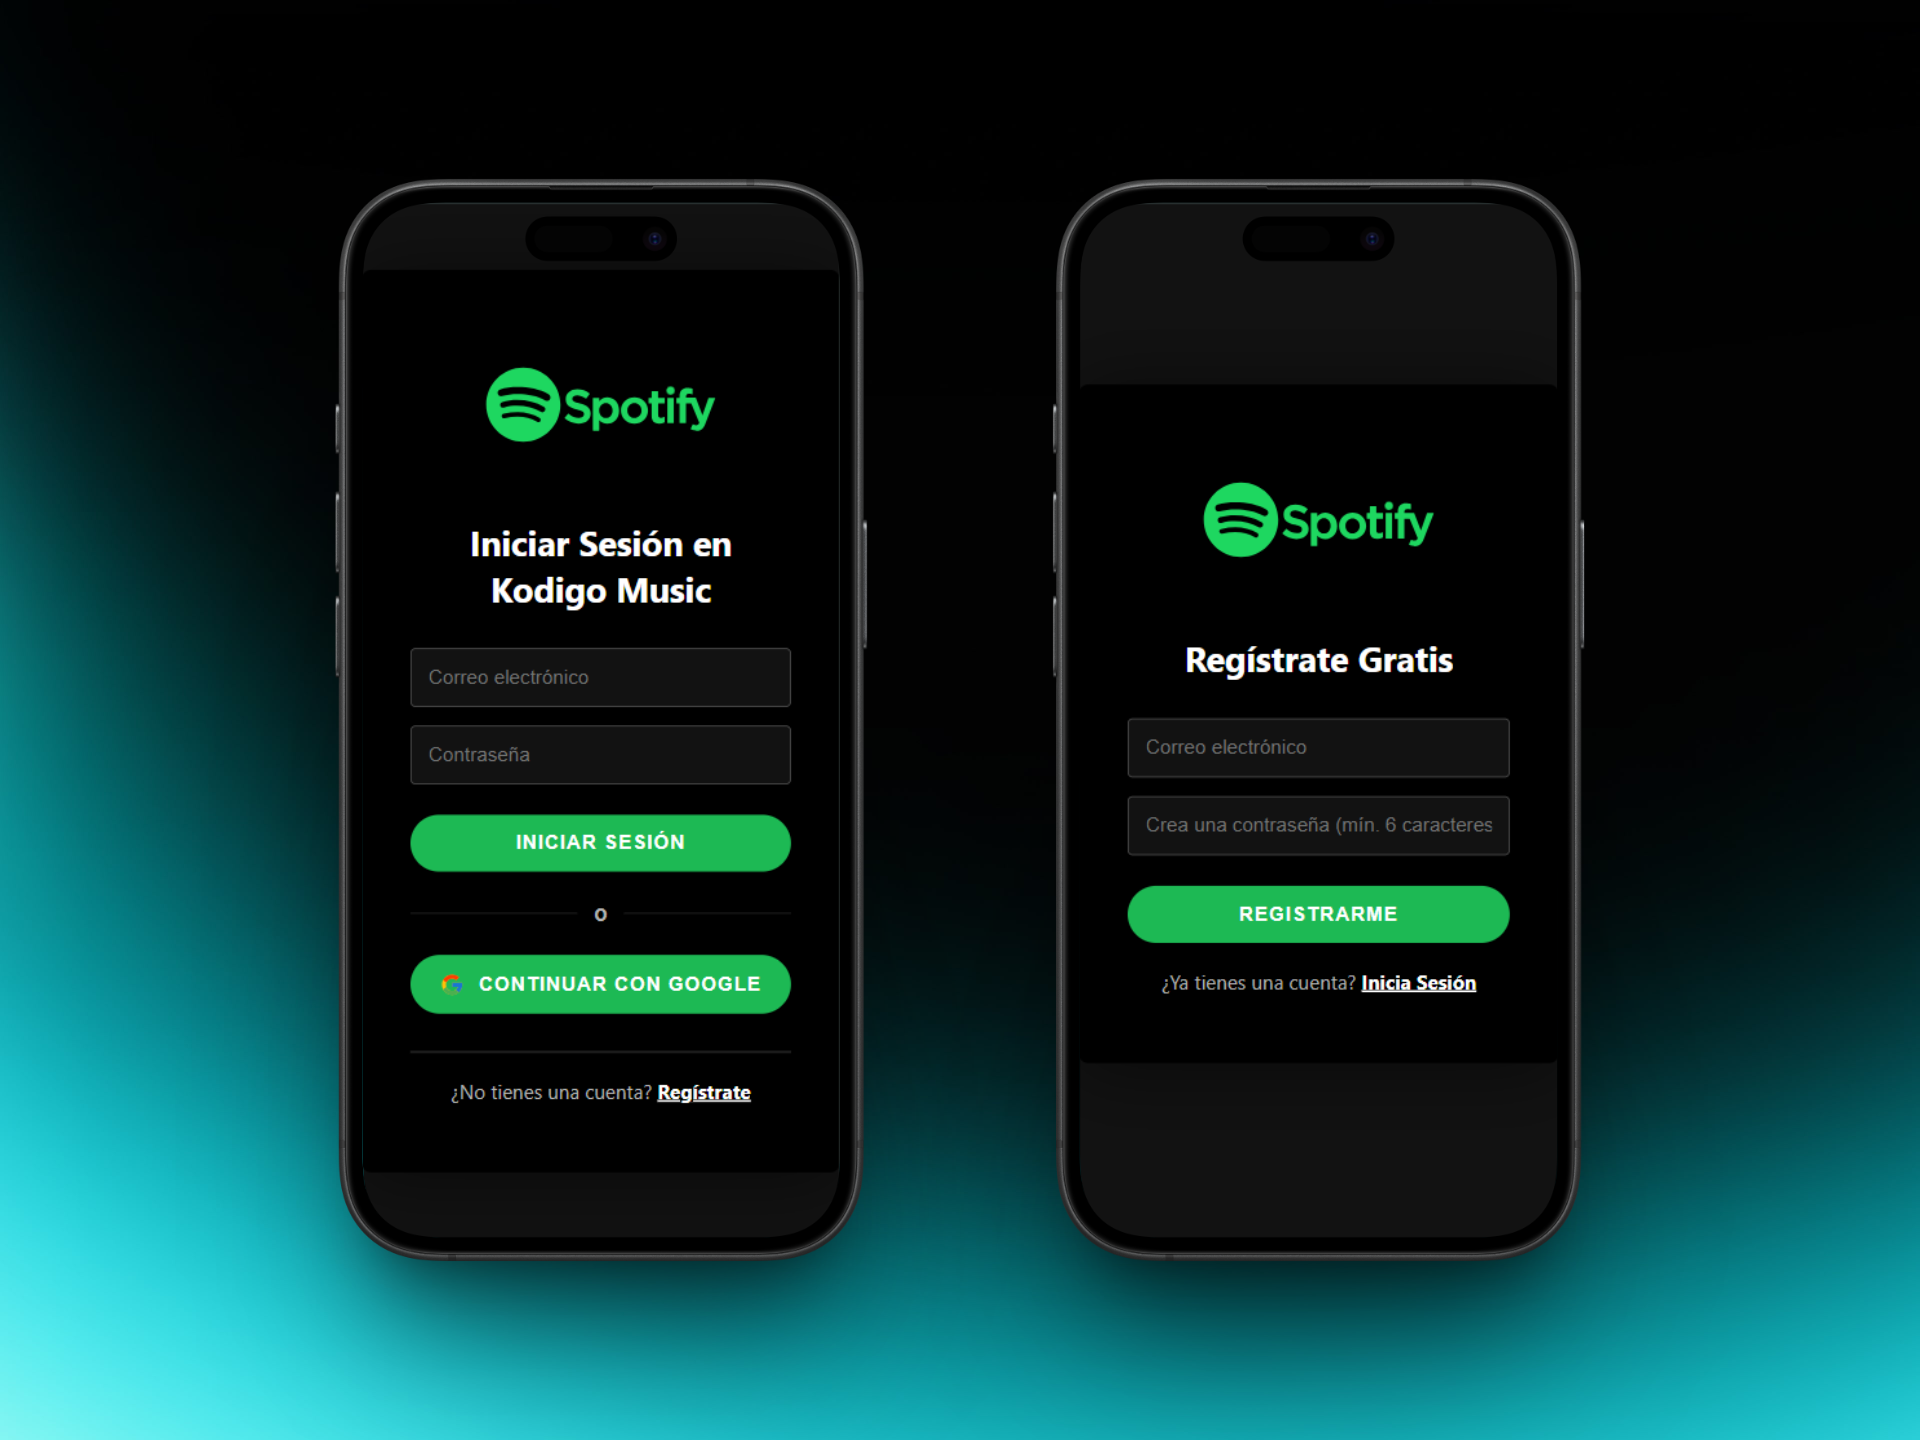 Spotify
Iniciar Sesión en
Kodigo Music
Correo electrónico
Contraseña
INICIAR SESIÓN
O
CONTINUAR CON GOOGLE
¿No tienes una cuenta? Regístrate
Spotify
Regístrate Gratis
Correo electrónico
Crea una contraseña (mín. 6 caracteres
REGISTRARME
¿Ya tienes una cuenta? Inicia Sesión